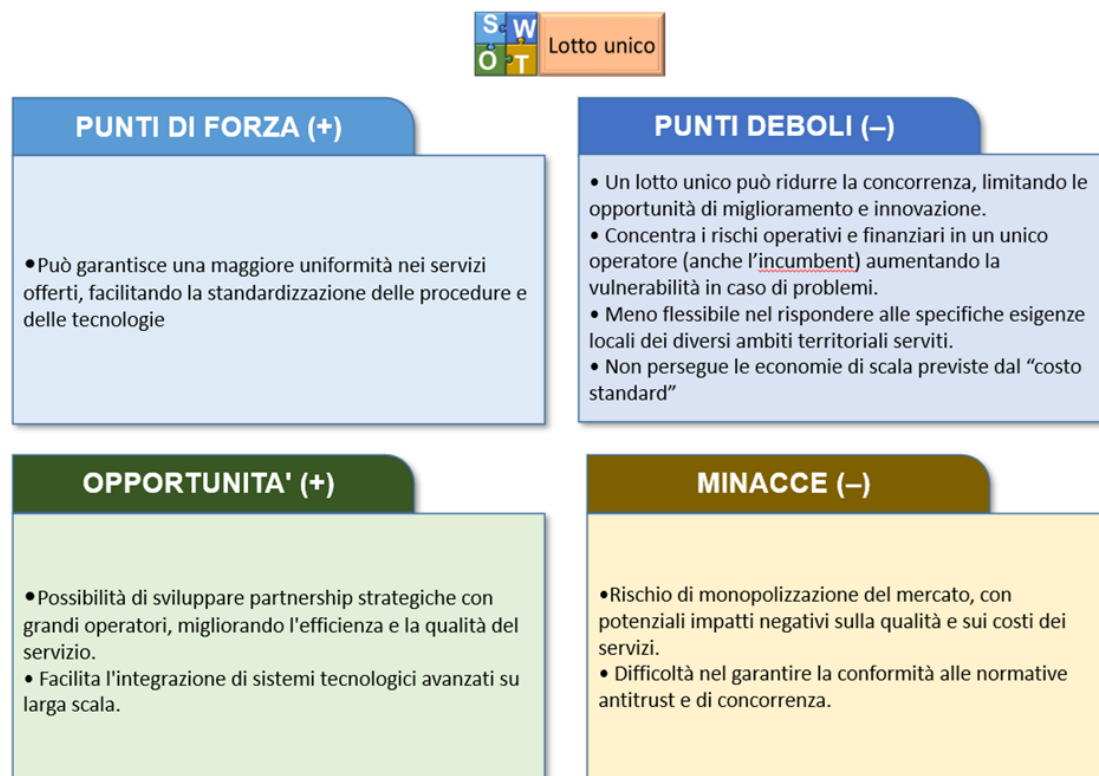 S W
O T
Lotto unico
PUNTI DI FORZA (+)
•Può garantisce una maggiore uniformità nei servizi
offerti, facilitando la standardizzazione delle procedure e
delle tecnologie
PUNTI DEBOLI (–)
• Un lotto unico può ridurre la concorrenza, limitando le
opportunità di miglioramento e innovazione.
• Concentra i rischi operativi e finanziari in un unico
operatore (anche l’incumbent) aumentando la
vulnerabilità in caso di problemi.
• Meno flessibile nel rispondere alle specifiche esigenze
locali dei diversi ambiti territoriali serviti.
• Non persegue le economie di scala previste dal “costo
standard”
OPPORTUNITA' (+)
•Possibilità di sviluppare partnership strategiche con
grandi operatori, migliorando l'efficienza e la qualità del
servizio.
• Facilita l'integrazione di sistemi tecnologici avanzati su
larga scala.
MINACCE (–)
•Rischio di monopolizzazione del mercato, con
potenziali impatti negativi sulla qualità e sui costi dei
servizi.
• Difficoltà nel garantire la conformità alle normative
antitrust e di concorrenza.